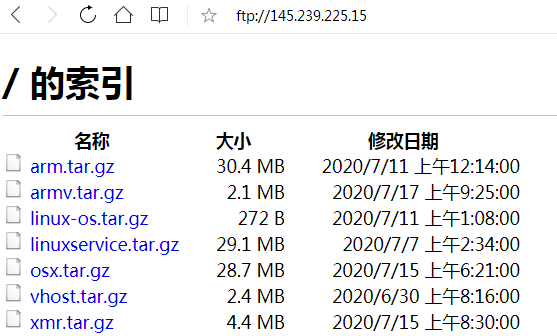 ftp://145.239.225.15
/ 的索引
名称 大小 修改日期
arm.tar.gz 30.4 MB 2020/7/11 上午12:14:00
armv.tar.gz 2.1 MB 2020/7/17 上午9:25:00
linux-os.tar.gz 272 B 2020/7/11 上午1:08:00
linuxservice.tar.gz 29.1 MB 2020/7/7 上午2:34:00
osx.tar.gz 28.7 MB 2020/7/15 上午6:21:00
vhost.tar.gz 2.4 MB 2020/6/30 上午8:16:00
xmr.tar.gz 4.4 MB 2020/7/15 上午8:30:00